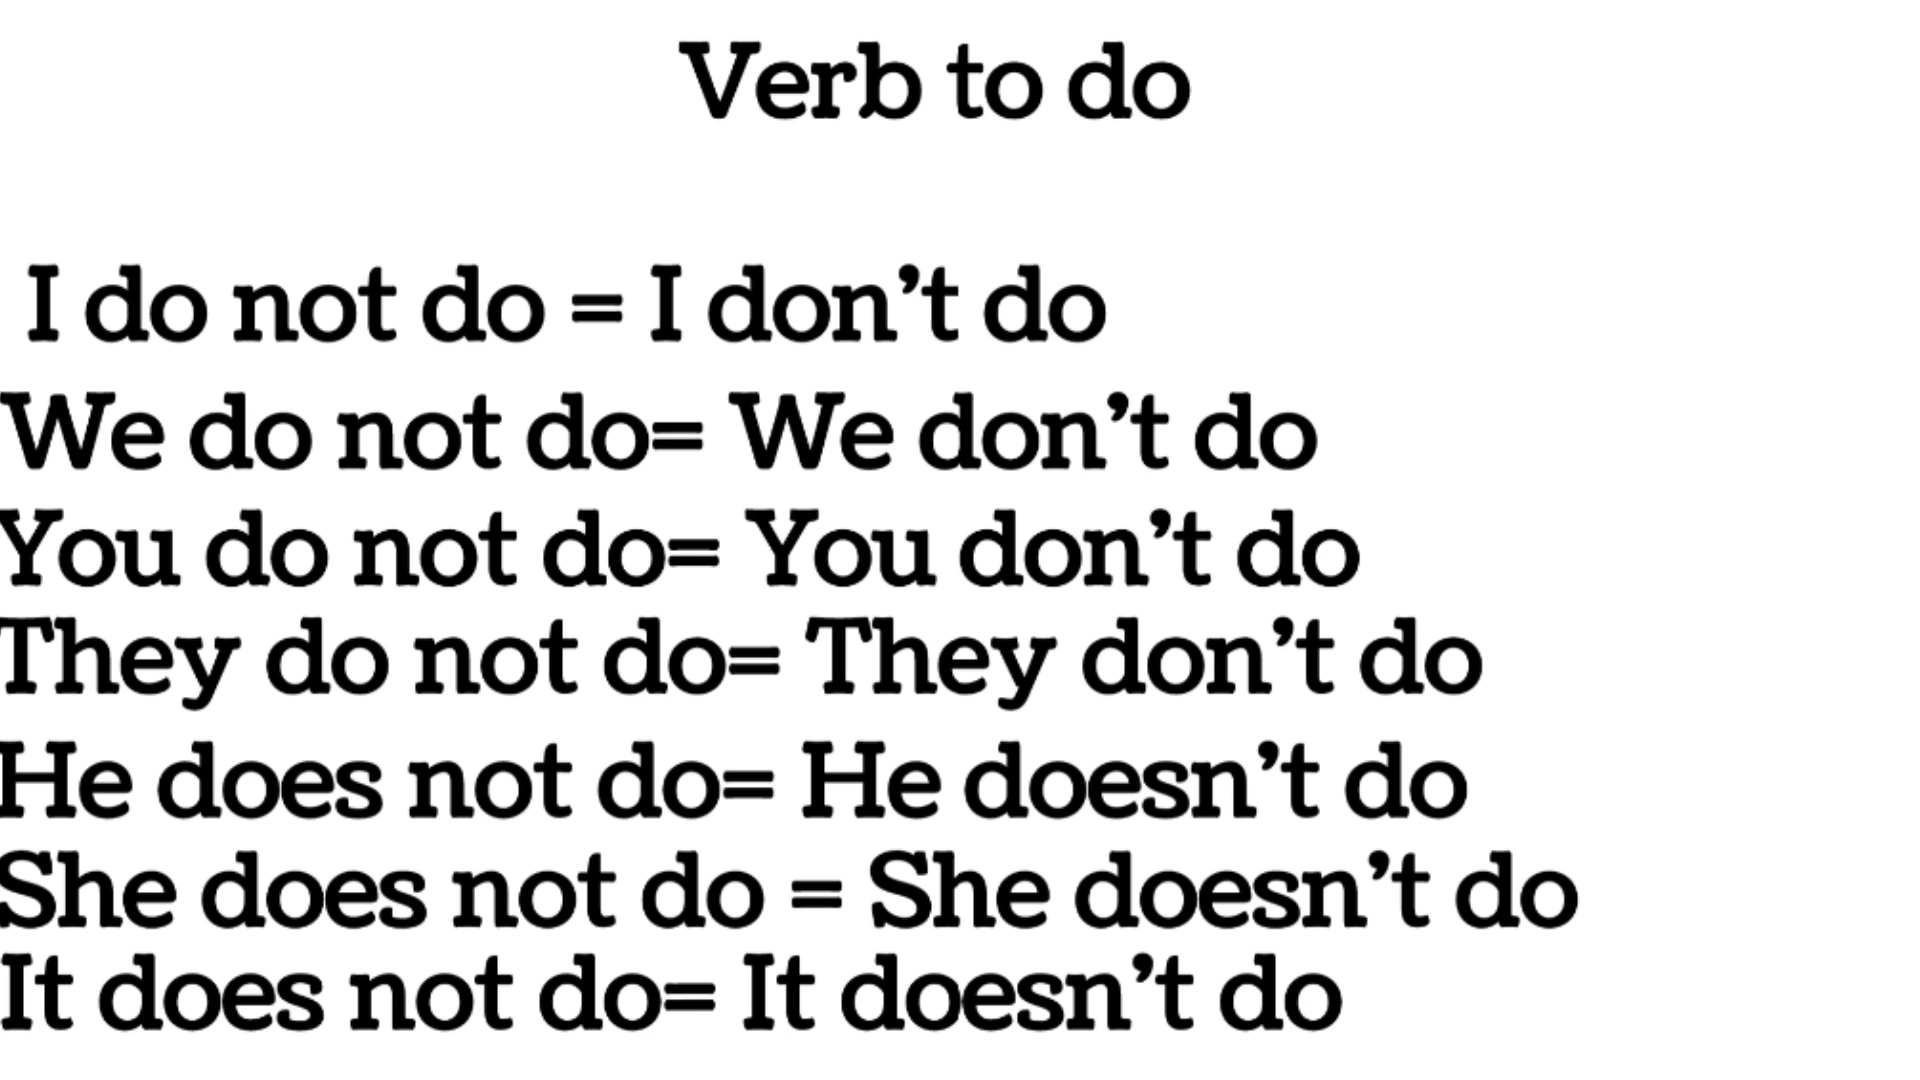 Verb to do
I do not do = I don’t do
We do not do= We don’t do
You do not do= You don’t do
They do not do= They don’t do
He does not do= He doesn’t do
She does not do = She doesn’t do
It does not do= It doesn’t do